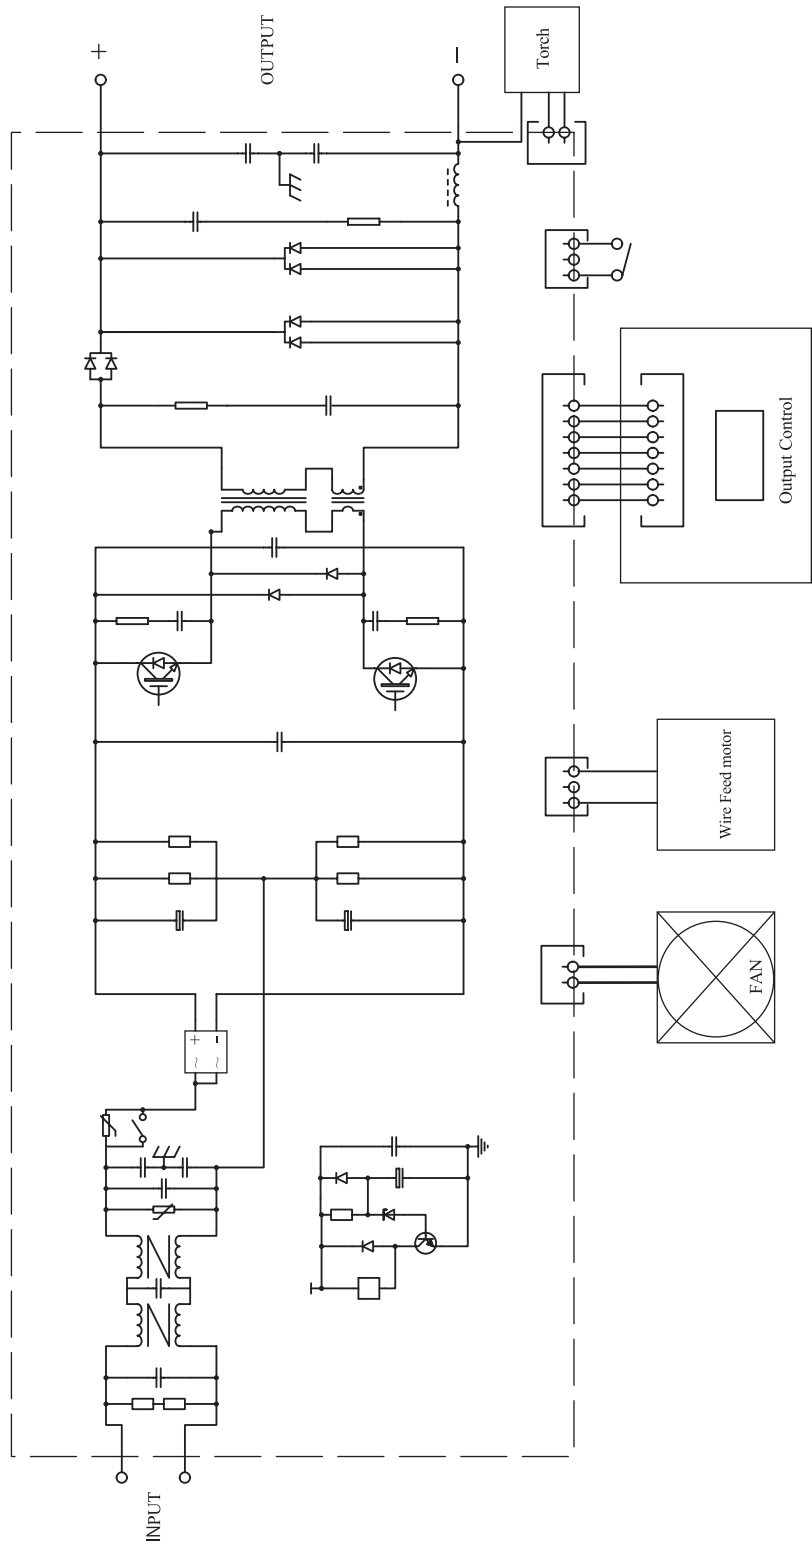 +
OUTPUT
-
Torch
Output Control
Wire Feed motor
FAN
+
-
~
~
INPUT